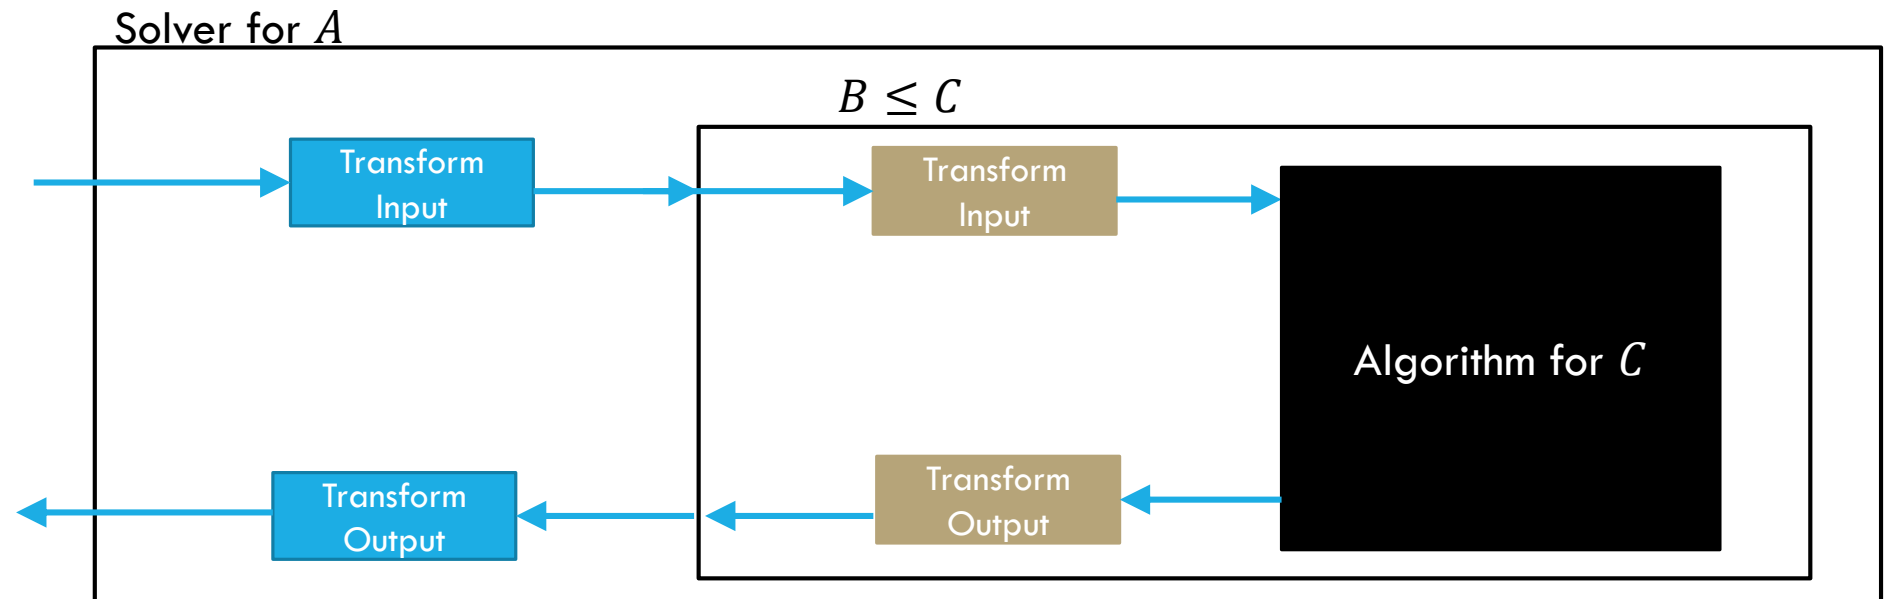 Solver for A
B ≤ C
Transform
Input
Transform
Input
Algorithm for C
Transform
Output
Transform
Output